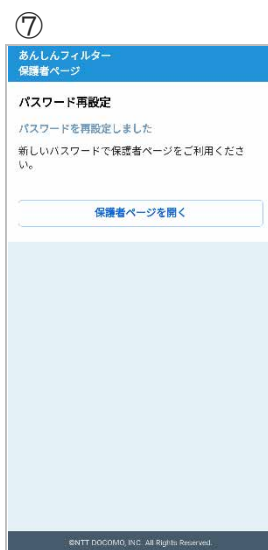 ⑦
あんしんフィルター
保護者ページ
パスワード再設定
パスワードを再設定しました
新しいパスワードで保護者ページをご利用くださ
い。
保護者ページを開く
©NTT DOCOMO, INC. All Rights Reserved.